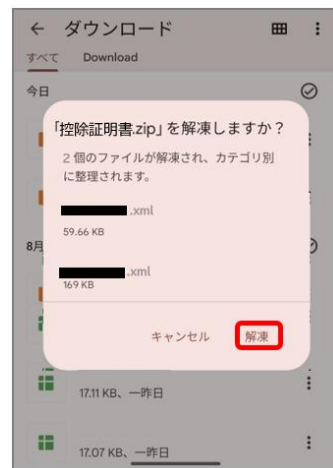 ダウンロード
すべて Download
今日
「控除証明書.zip」を解凍しますか？
2 個のファイルが解凍され、カテゴリ別
に整理されます。
.xml
59.66 KB
8月
.xml
169 KB
キャンセル 解凍
17.11 KB、一昨日
17.07 KB、一昨日